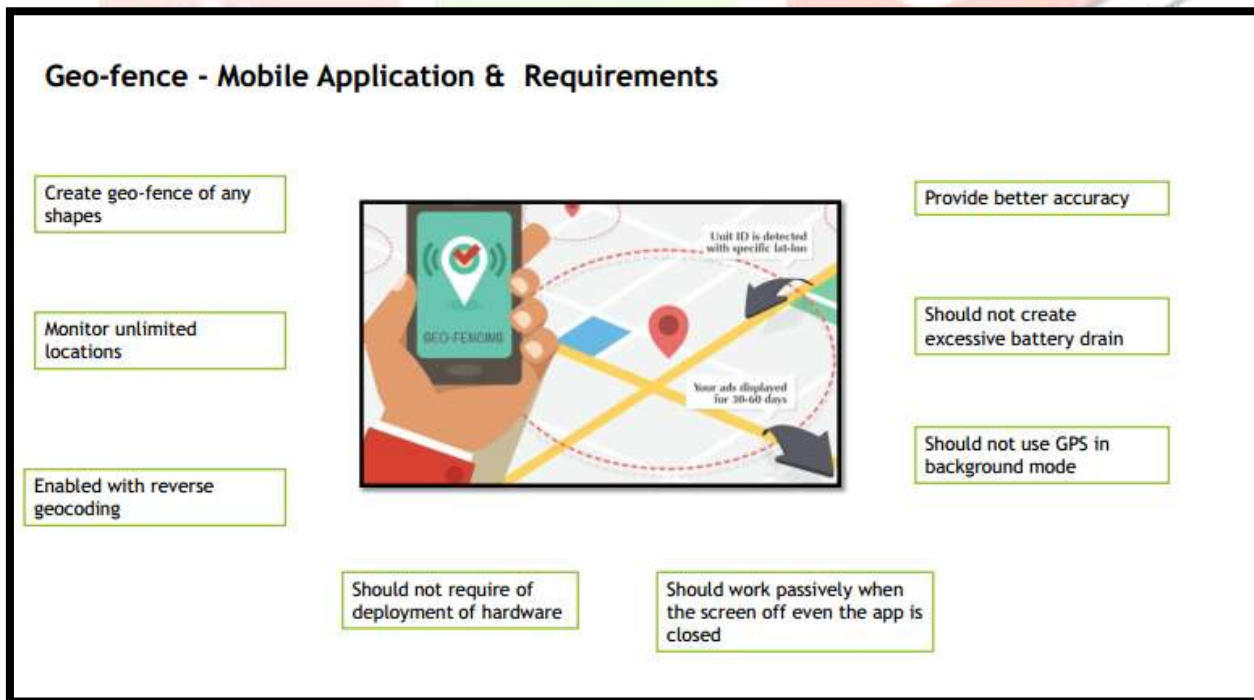 Geo-fence - Mobile Application & Requirements
Create geo-fence of any
shapes
Monitor unlimited
locations
Enabled with reverse
geocoding
GEO-FENCING
Unit ID is detected
with specific lat-lon
Your ads displayed
for 30-60 days
Provide better accuracy
Should not create
excessive battery drain
Should not use GPS in
background mode
Should not require of
deployment of hardware
Should work passively when
the screen off even the app is
closed